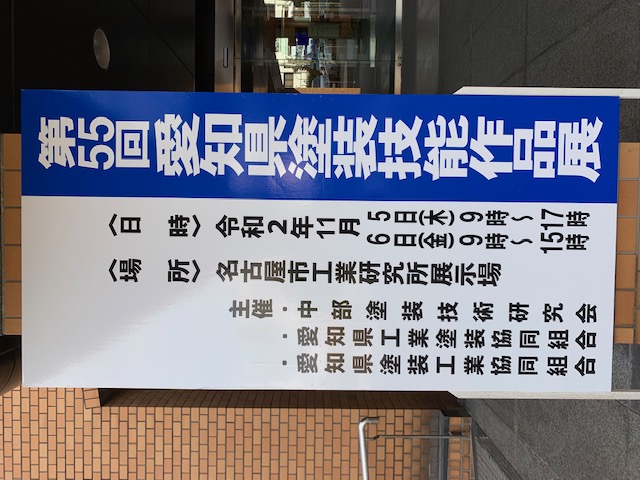 第55回愛知県塗装技能作品展
〈日　時〉令和2年11月 5日(木)9時〜17時
6日(金)9時〜15時
〈場　所〉名古屋市工業研究所展示場
主催・中部塗装技術研究会
・愛知県工業塗装協同組合
・愛知県塗装工業協同組合